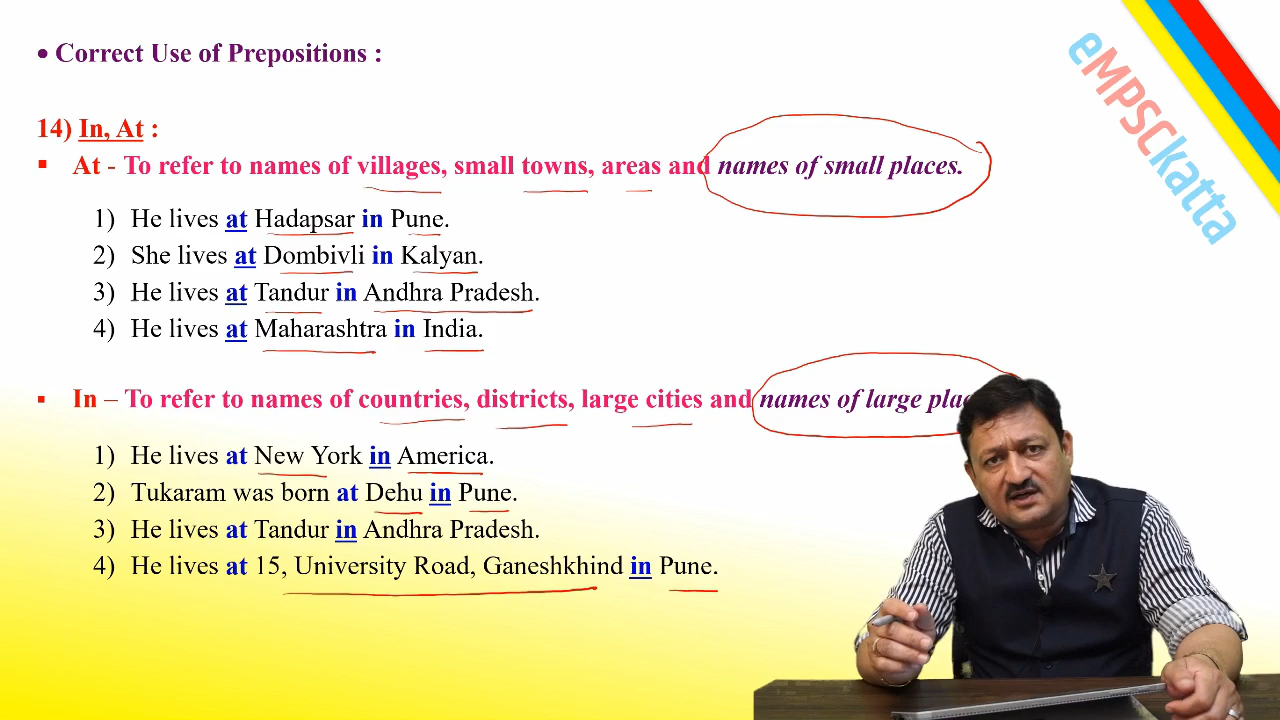 • Correct Use of Prepositions :
eMPSCkatta
14) In, At :
▪ At - To refer to names of villages, small towns, areas and names of small places.
1) He lives at Hadapsar in Pune.
2) She lives at Dombivli in Kalyan.
3) He lives at Tandur in Andhra Pradesh.
4) He lives at Maharashtra in India.
▪ In – To refer to names of countries, districts, large cities and names of large
1) He lives at New York in America.
2) Tukaram was born at Dehu in Pune.
3) He lives at Tandur in Andhra Pradesh.
4) He lives at 15, University Road, Ganeshkhind in Pune.